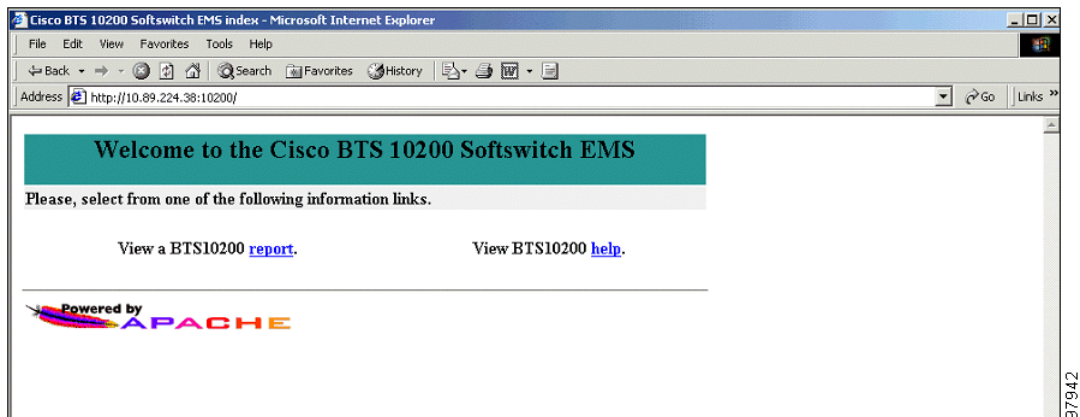 Cisco BTS 10200 Softswitch EMS index - Microsoft Internet Explorer
File Edit View Favorites Tools Help
Back Search Favorites History
Address http://10.89.224.38:10200/ Go Links »
Welcome to the Cisco BTS 10200 Softswitch EMS
Please, select from one of the following information links.
View a BTS10200 report. View BTS10200 help.
Powered by
APACHE
97942